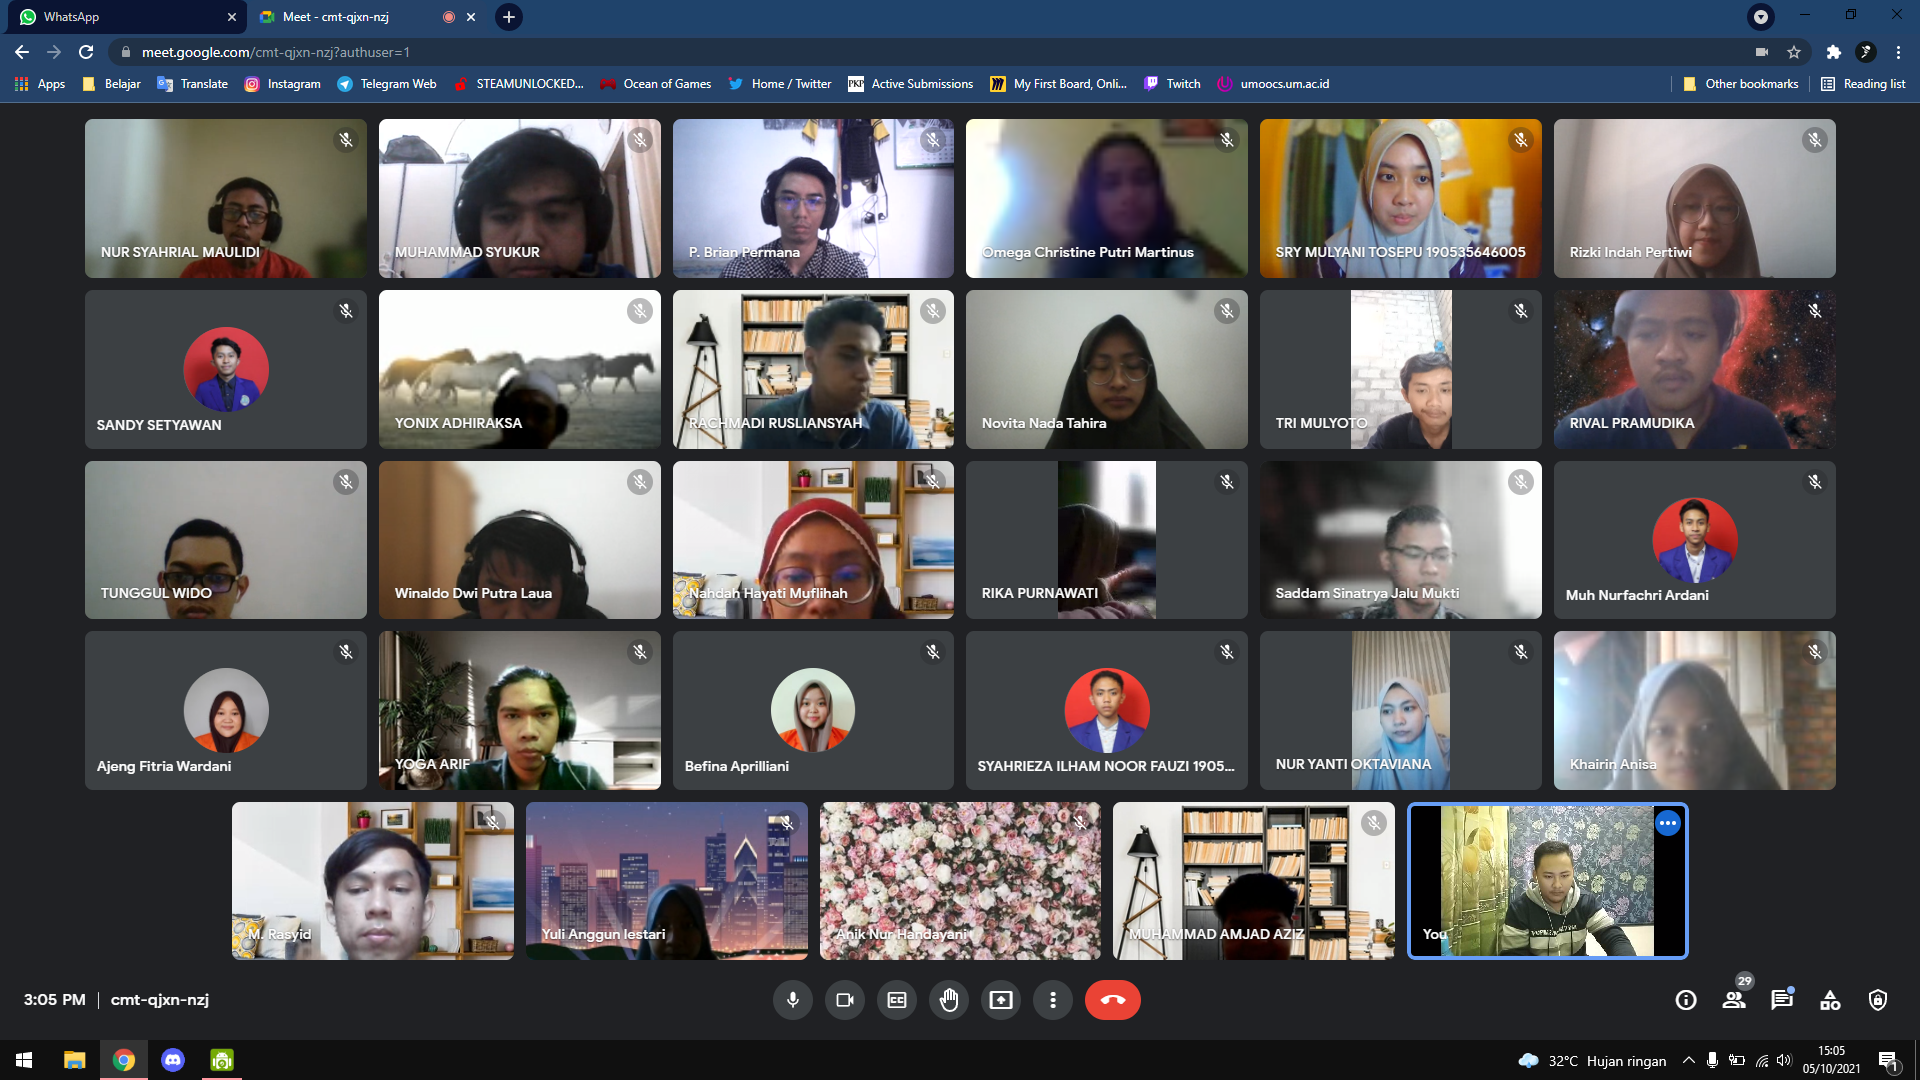 WhatsApp
Meet - cmt-qjxn-nzj
meet.google.com/cmt-qjxn-nzj?authuser=1
Apps Belajar Translate Instagram Telegram Web STEAMUNLOCKED... Ocean of Games Home / Twitter PKP Active Submissions My First Board, Onli... Twitch umoocs.um.ac.id Other bookmarks Reading list
NUR SYAHRIAL MAULIDI
MUHAMMAD SYUKUR
P. Brian Permana
Omega Christine Putri Martinus
SRY MULYANI TOSEPU 190535646005
Rizki Indah Pertiwi
SANDY SETYAWAN
YONIX ADHIRAKSA
RACHMADI RUSLIANSYAH
Novita Nada Tahira
TRI MULYOTO
RIVAL PRAMUDIKA
TUNGGUL WIDO
Winaldo Dwi Putra Laua
Nahdah Hayati Muflihah
RIKA PURNAWATI
Saddam Sinatrya Jalu Mukti
Muh Nurfachri Ardani
Ajeng Fitria Wardani
YOGA ARIF
Befina Aprilliani
SYAHRIEZA ILHAM NOOR FAUZI 1905...
NUR YANTI OKTAVIANA
Khairin Anisa
M. Rasyid
Yuli Anggun lestari
Anik Nur Handayani
MUHAMMAD AMJAD AZIZ
You
3:05 PM | cmt-qjxn-nzj
29
32°C Hujan ringan
15:05
05/10/2021
1